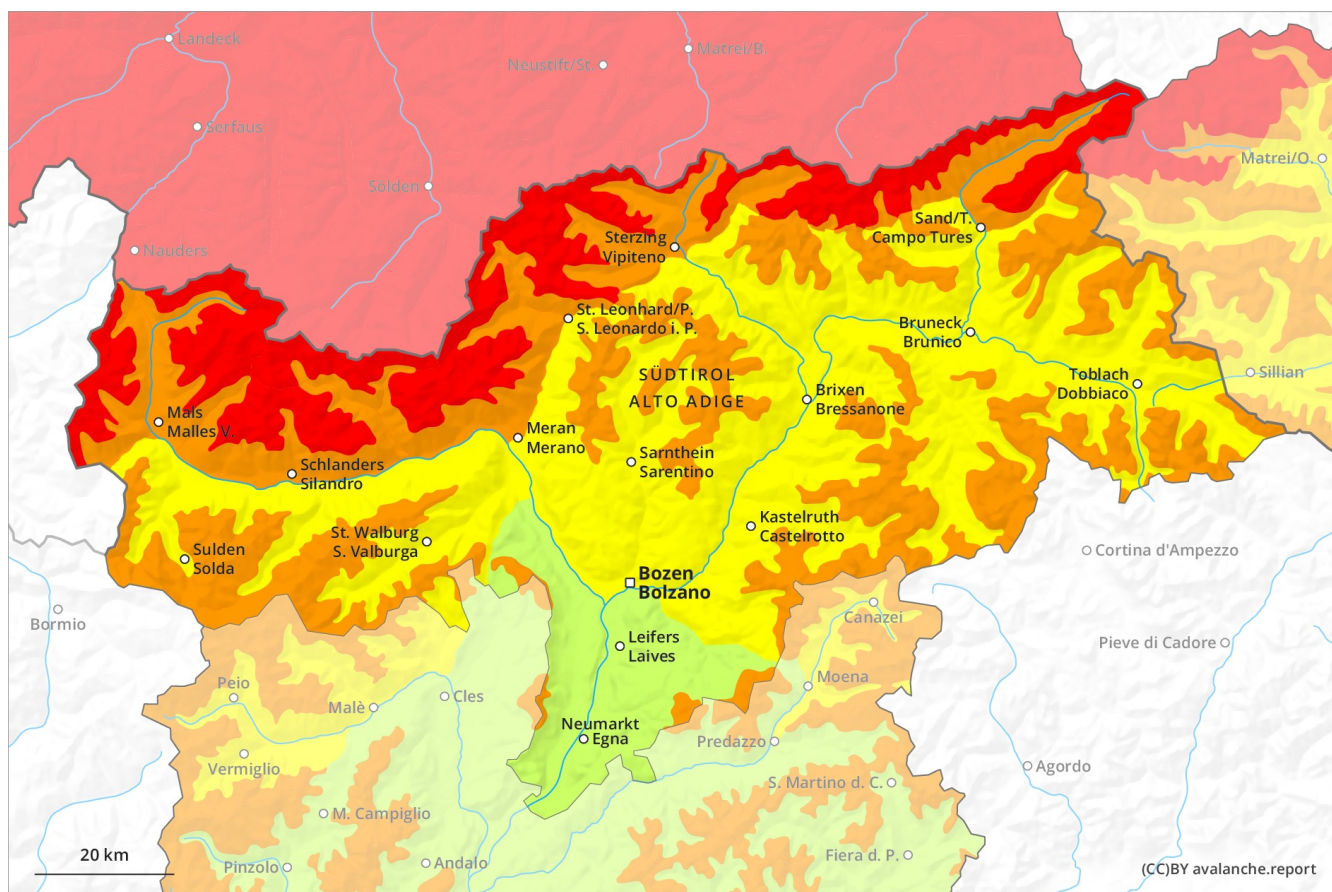 Landeck
Matrei/B.
Neustift/St.
Serfaus
Matrei/O.
Sölden
Sand/T.
Campo Tures
Sterzing
Vipiteno
Nauders
St. Leonhard/P.
S. Leonardo i. P.
Bruneck
Brunico
SÜDTIROL
ALTO ADIGE
Toblach
Dobbiaco
Sillian
Brixen
Bressanone
Mals
Malles V.
Meran
Merano
Sarnthein
Sarentino
Schlanders
Silandro
Kastelruth
Castelrotto
St. Walburg
S. Valburga
Sulden
Solda
Cortina d'Ampezzo
Bozen
Bolzano
Bormio
Canazei
Leifers
Laives
Pieve di Cadore
Peio
Moena
Cles
Malè
Neumarkt
Egna
Predazzo
Vermiglio
Agordo
S. Martino d. C.
M. Campiglio
20 km
Fiera d. P.
Andalo
Pinzolo
(CC)BY avalanche.report